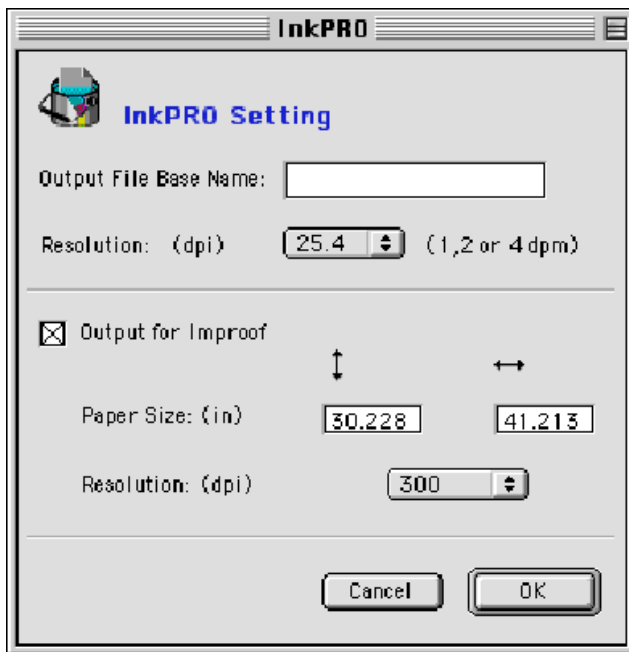 InkPRO
InkPRO Setting
Output File Base Name:
Resolution: (dpi) 25.4 (1,2 or 4 dpm)
Output for Improof
Paper Size: (in) 30.228 41.213
Resolution: (dpi) 300
Cancel OK